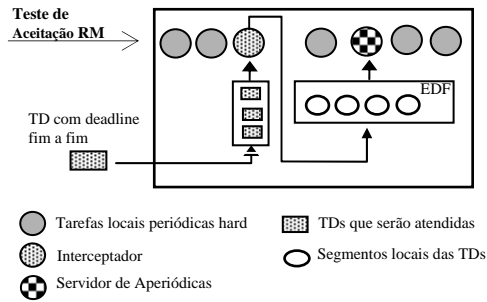 Teste de
Aceitação RM
EDF
TD com deadline
fim a fim
Tarefas locais periódicas hard
TDs que serão atendidas
Interceptador
Segmentos locais das TDs
Servidor de Aperiódicas